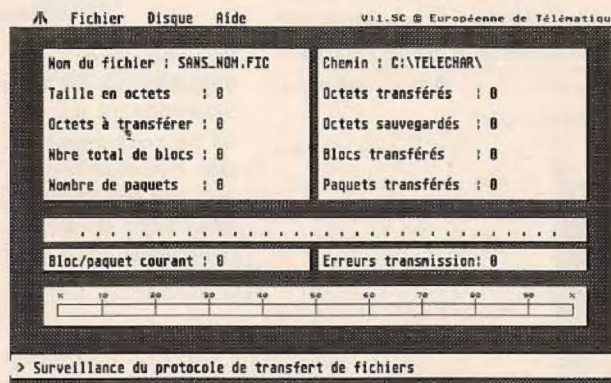 Fichier Disque Aide V11.5C © Européenne de Télématique
Nom du fichier : SANS_NOM.FIC
Taille en octets : 0
Octets à transférer : 0
Nbre total de blocs : 0
Nombre de paquets : 0
Chemin : C:\TELECHAR\
Octets transférés : 0
Octets sauvegardés : 0
Blocs transférés : 0
Paquets transférés : 0
Bloc/paquet courant : 0
Erreurs transmission: 0
% 10 20 30 40 50 60 70 80 90 %
> Surveillance du protocole de transfert de fichiers